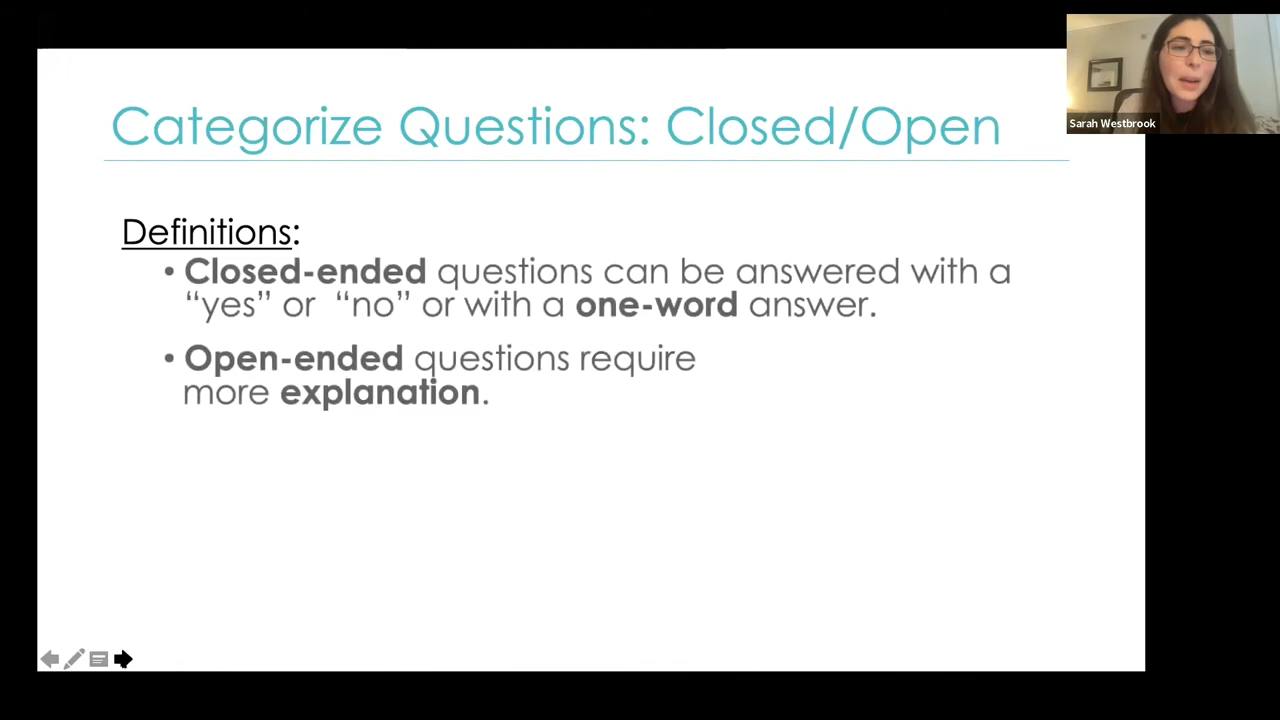 Categorize Questions: Closed/Open
Sarah Westbrook
Definitions:
• Closed-ended questions can be answered with a
“yes” or “no” or with a one-word answer.
• Open-ended questions require
more explanation.